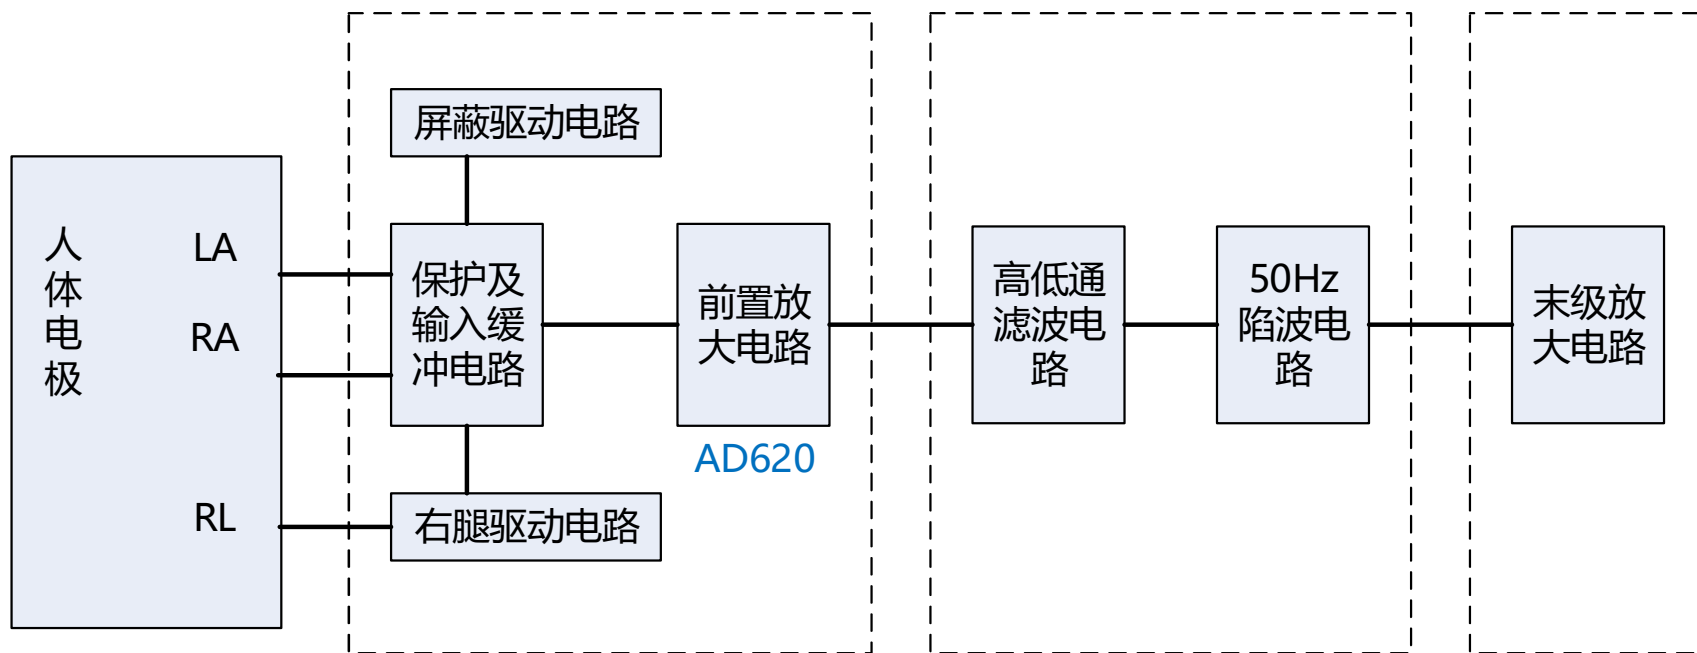 人
体
电
极
LA
RA
RL
屏蔽驱动电路
保护及
输入缓
冲电路
右腿驱动电路
前置放
大电路
AD620
高低通
滤波电
路
50Hz
陷波电
路
末级放
大电路